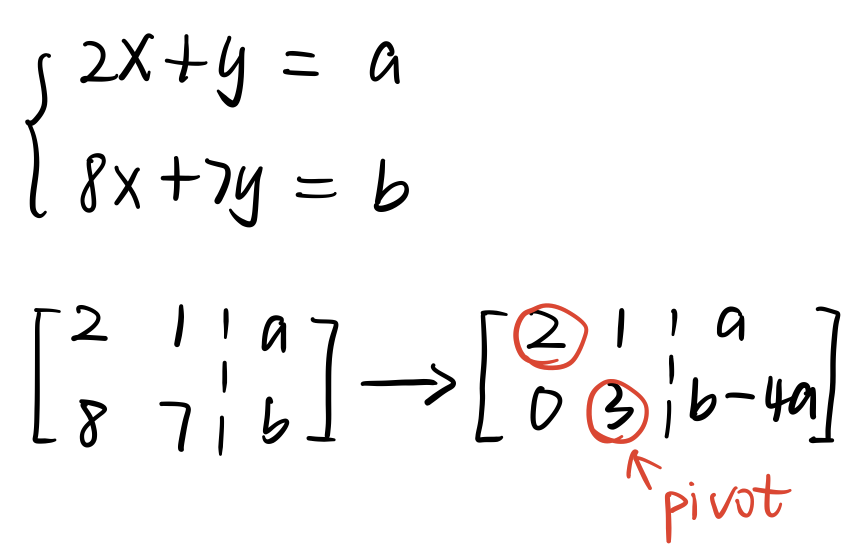 2x+y = a
8x+7y = b
[2 1 ¦ a] → [2 1 ¦ a]
[8 7 ¦ b] [0 3 ¦ b-4a]
pivot